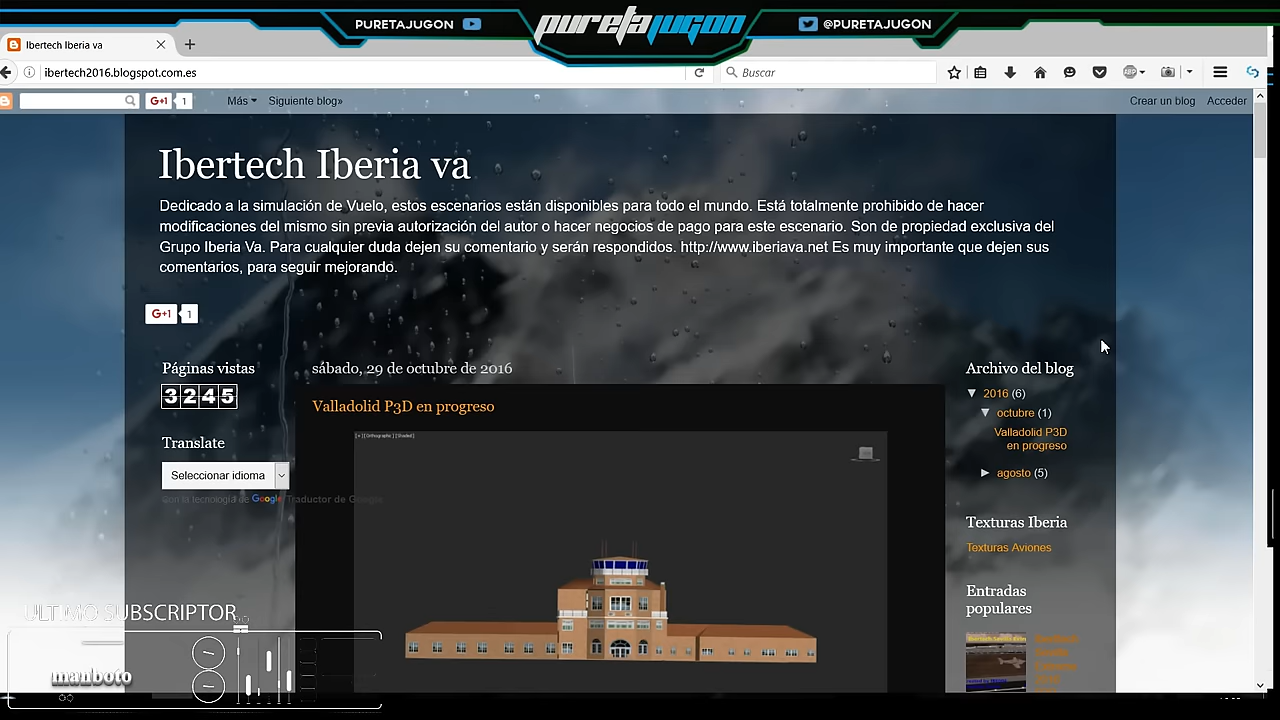 PURETAJUGON
puretajugon
@PURETAJUGON
Ibertech Iberia va
ibertech2016.blogspot.com.es
Buscar
ABP
G+1
1
Más
Siguiente blog»
Crear un blog
Acceder
Ibertech Iberia va
Dedicado a la simulación de Vuelo, estos escenarios están disponibles para todo el mundo. Está totalmente prohibido de hacer
modificaciones del mismo sin previa autorización del autor o hacer negocios de pago para este escenario. Son de propiedad exclusiva del
Grupo Iberia Va. Para cualquier duda dejen su comentario y serán respondidos. http://www.iberiava.net Es muy importante que dejen sus
comentarios, para seguir mejorando.
G+1
1
Páginas vistas
3245
Translate
Seleccionar idioma
Con la tecnología de Google Traductor de Google
sábado, 29 de octubre de 2016
Valladolid P3D en progreso
[+] [Orthographic] [Shaded]
Archivo del blog
▼ 2016 (6)
▼ octubre (1)
Valladolid P3D
en progreso
► agosto (5)
Texturas Iberia
Texturas Aviones
Entradas
populares
ULTIMO SUBSCRIPTOR
manboto